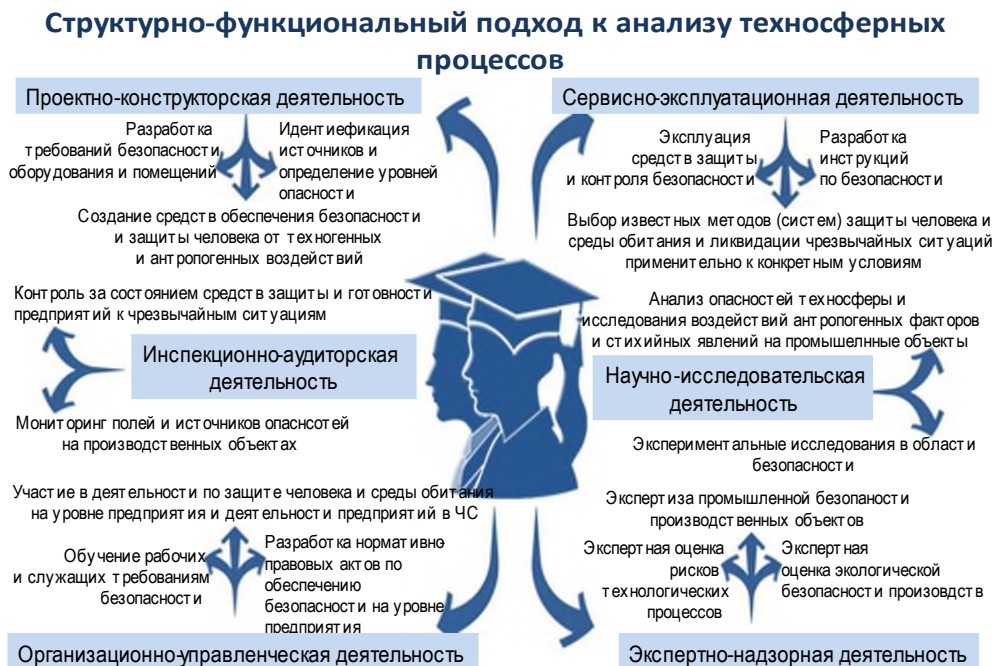 Структурно-функциональный подход к анализу техносферных
процессов
Проектно-конструкторская деятельность
Разработка
требований безопасности
оборудования и помещений
Идентиефикация
источников и
определение уровней
опасности
Создание средств обеспечения безопасности
и защиты человека от техногенных
и антропогенных воздействий
Сервисно-эксплуатационная деятельность
Эксплуация
средств защиты
и контроля безопасности
Разработка
инструкций
по безопасности
Выбор известных методов (систем) защиты человека и
среды обитания и ликвидации чрезвычайных ситуаций
применительно к конкретным условиям
Контроль за состоянием средств защиты и готовности
предприятий к чрезвычайным ситуациям
Инспекционно-аудиторская
деятельность
Мониторинг полей и источников опаснсотей
на производственных объектах
Анализ опасностей техносферы и
исследования воздействий антропогенных факторов
и стихийных явлений на промышелнные объекты
Научно-исследовательская
деятельность
Экспериментальные исследования в области
безопасности
Участие в деятельности по защите человека и среды обитания
на уровне предприятия и деятельности предприятий в ЧС
Обучение рабочих
и служащих требованиям
безопасности
Разработка нормативно-
правовых актов по
обеспечению
безопасности на уровне
предприятия
Организационно-управленческая деятельность
Экспертиза промышленной безопаности
производственных объектов
Экспертная оценка
рисков
технологических
процессов
Экспертная
оценка экологической
безопасности произовдств
Экспертно-надзорная деятельность